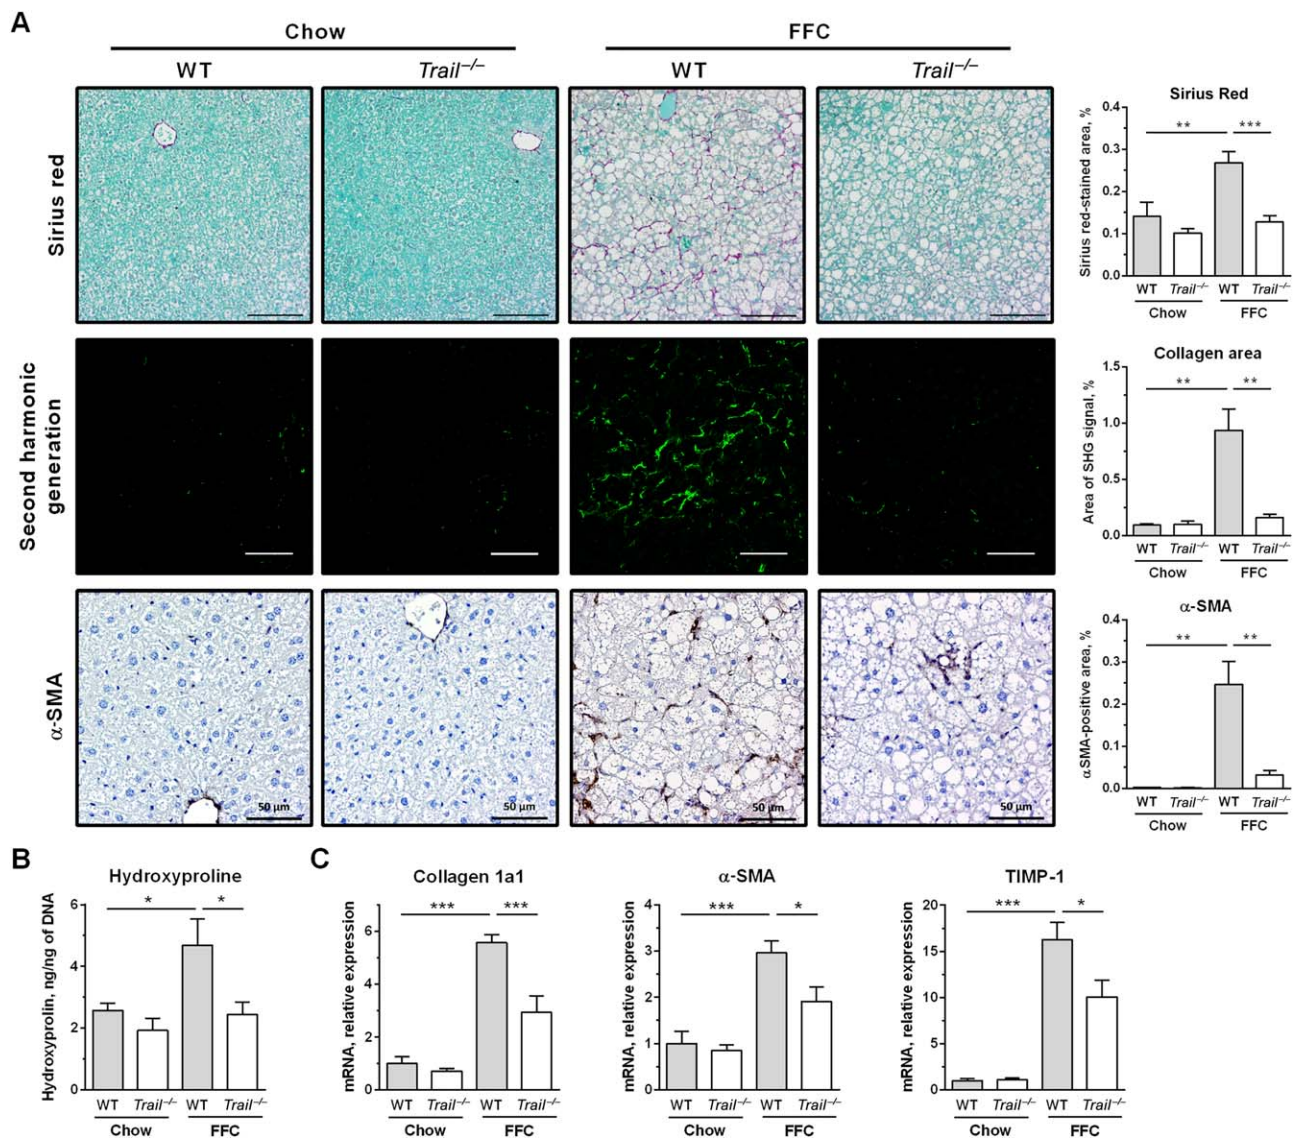 A
Chow
FFC
WT
Trail−/−
WT
Trail−/−
Sirius red
Sirius Red
Sirius red-stained area, %
0.4
0.3
0.2
0.1
0.0
**
***
WT
Trail−/−
WT
Trail−/−
Chow
FFC
Second harmonic
generation
Collagen area
Area of SHG signal, %
1.5
1.0
0.5
0.0
**
**
WT
Trail−/−
WT
Trail−/−
Chow
FFC
α-SMA
50 µm
50 µm
50 µm
50 µm
α-SMA
αSMA-positive area, %
0.4
0.3
0.2
0.1
0.0
**
**
WT
Trail−/−
WT
Trail−/−
Chow
FFC
B
Hydroxyproline
Hydroxyprolin, ng/ng of DNA
6
4
2
0
*
*
WT
Trail−/−
WT
Trail−/−
Chow
FFC
C
Collagen 1a1
mRNA, relative expression
6
4
2
0
***
***
WT
Trail−/−
WT
Trail−/−
Chow
FFC
α-SMA
mRNA, relative expression
4
3
2
1
0
***
*
WT
Trail−/−
WT
Trail−/−
Chow
FFC
TIMP-1
mRNA, relative expression
20
15
10
5
0
***
*
WT
Trail−/−
WT
Trail−/−
Chow
FFC